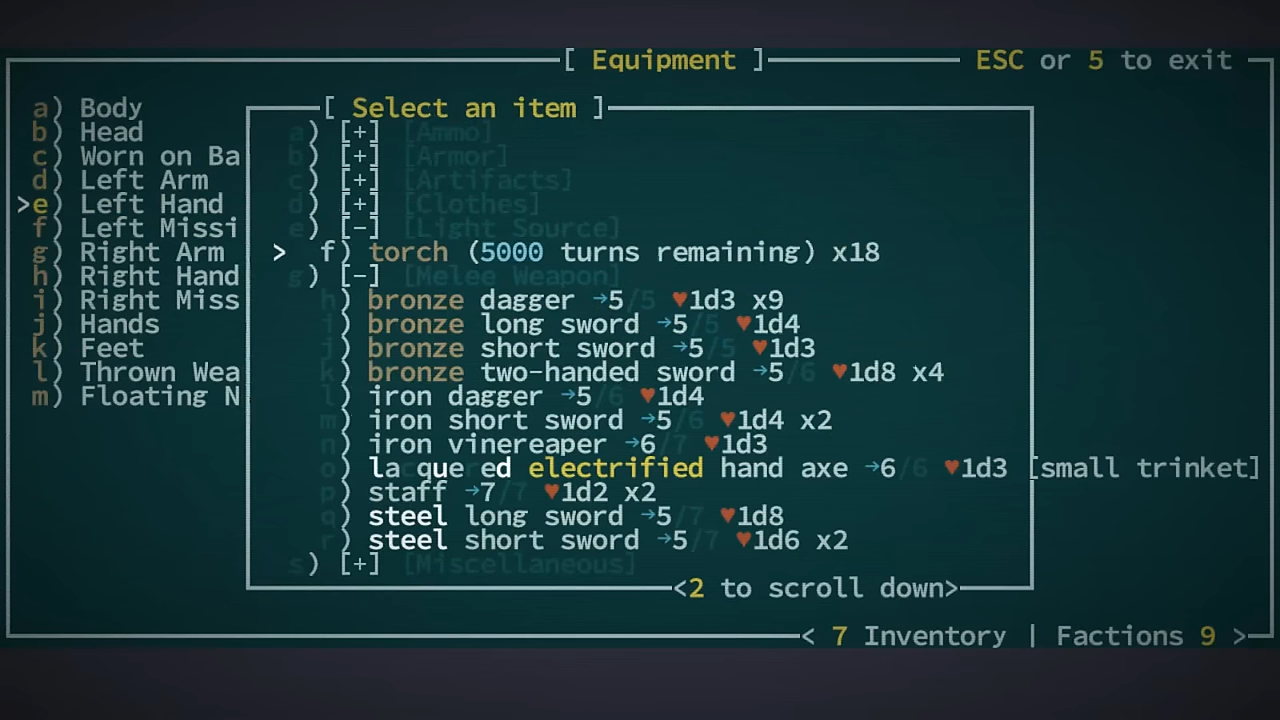 [ Equipment ] ESC or 5 to exit
a) Body
b) Head
c) Worn on Ba
d) Left Arm
>e) Left Hand
f) Left Missi
g) Right Arm
h) Right Hand
i) Right Miss
j) Hands
k) Feet
l) Thrown Wea
m) Floating N
[ Select an item ]
a) [+] [Ammo]
b) [+] [Armor]
c) [+] [Artifacts]
d) [+] [Clothes]
e) [-] [Light Source]
> f) torch (5000 turns remaining) x18
g) [-] [Melee Weapon]
h) bronze dagger →5/5 ♥1d3 x9
i) bronze long sword →5/5 ♥1d4
j) bronze short sword →5/5 ♥1d3
k) bronze two-handed sword →5/6 ♥1d8 x4
l) iron dagger →5/6 ♥1d4
m) iron short sword →5/6 ♥1d4 x2
n) iron vinereaper →6/7 ♥1d3
o) la que ed electrified hand axe →6/6 ♥1d3 [small trinket]
p) staff →7/7 ♥1d2 x2
q) steel long sword →5/7 ♥1d8
r) steel short sword →5/7 ♥1d6 x2
s) [+] [Miscellaneous]
<2 to scroll down>
< 7 Inventory | Factions 9 >